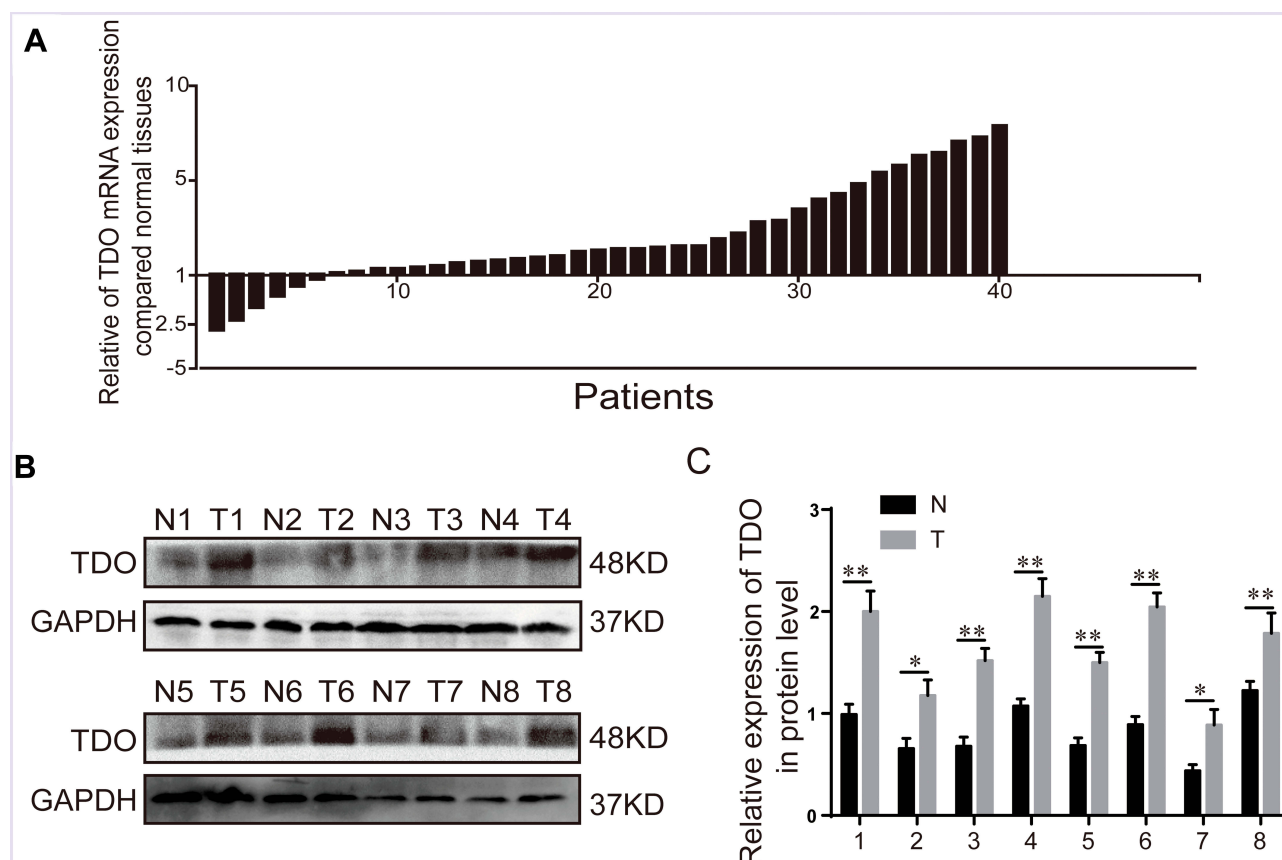 A
Relative of TDO mRNA expression
compared normal tissues
10
5
1
2.5
-5
10 20 30 40
Patients
B
N1 T1 N2 T2 N3 T3 N4 T4
TDO 48KD
GAPDH 37KD
N5 T5 N6 T6 N7 T7 N8 T8
TDO 48KD
GAPDH 37KD
C
Relative expression of TDO
in protein level
N
T
3
2
1
0
** * ** ** ** ** * **
1 2 3 4 5 6 7 8